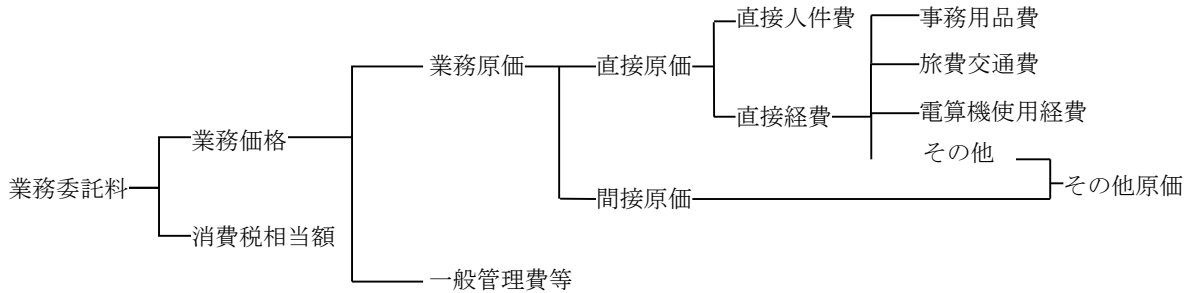 直接人件費
事務用品費
業務原価
直接原価
旅費交通費
直接経費
電算機使用経費
業務価格
その他
業務委託料
その他原価
間接原価
消費税相当額
一般管理費等